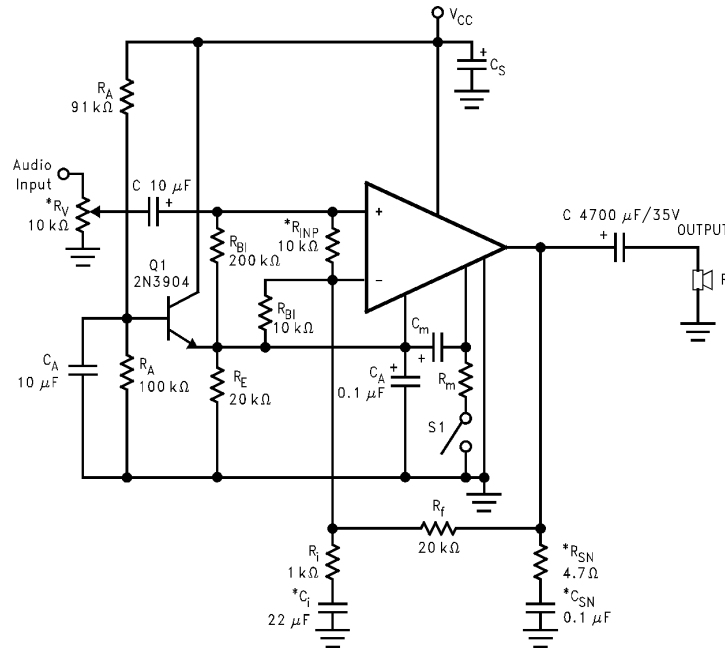 V_CC
+
C_S
R_A
91 kΩ
Audio
Input
*R_V
10 kΩ
C 10 μF
+
R_BI
200 kΩ
*R_INP
10 kΩ
+
−
C 4700 μF/35V
+
OUTPUT
R
Q1
2N3904
R_BI
10 kΩ
C_m
+
C_A
10 μF
R_A
100 kΩ
R_E
20 kΩ
+
C_A
0.1 μF
R_m
S1
R_f
20 kΩ
R_i
1 kΩ
*C_i
22 μF
*R_SN
4.7Ω
*C_SN
0.1 μF